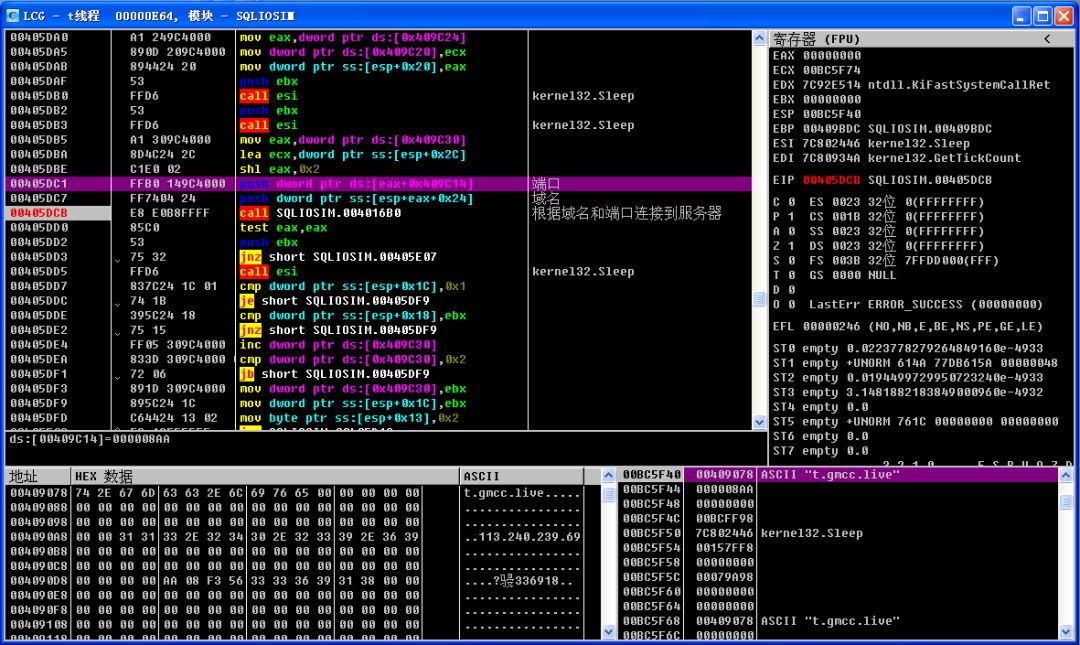 LCG - t线程 00000E64, 模块 - SQLIOSIM
00405DA0 A1 249C4000 mov eax,dword ptr ds:[0x409C24]
00405DA5 890D 209C4000 mov dword ptr ds:[0x409C20],ecx
00405DAB 894424 20 mov dword ptr ss:[esp+0x20],eax
00405DAF 53 push ebx
00405DB0 FFD6 call esi kernel32.Sleep
00405DB2 53 push ebx
00405DB3 FFD6 call esi kernel32.Sleep
00405DB5 A1 309C4000 mov eax,dword ptr ds:[0x409C30]
00405DBA 8D4C24 2C lea ecx,dword ptr ss:[esp+0x2C]
00405DBE C1E0 02 shl eax,0x2
00405DC1 FFB0 149C4000 push dword ptr ds:[eax+0x409C14] 端口
00405DC7 FF7404 24 push dword ptr ss:[esp+eax+0x24] 域名
00405DCB E8 E0B8FFFF call SQLIOSIM.004016B0 根据域名和端口连接到服务器
00405DD0 85C0 test eax,eax
00405DD2 53 push ebx
00405DD3 75 32 jnz short SQLIOSIM.00405E07
00405DD5 FFD6 call esi kernel32.Sleep
00405DD7 837C24 1C 01 cmp dword ptr ss:[esp+0x1C],0x1
00405DDC 74 1B je short SQLIOSIM.00405DF9
00405DDE 395C24 18 cmp dword ptr ss:[esp+0x18],ebx
00405DE2 75 15 jnz short SQLIOSIM.00405DF9
00405DE4 FF05 309C4000 inc dword ptr ds:[0x409C30]
00405DEA 833D 309C4000 cmp dword ptr ds:[0x409C30],0x2
00405DF1 72 06 jb short SQLIOSIM.00405DF9
00405DF3 891D 309C4000 mov dword ptr ds:[0x409C30],ebx
00405DF9 895C24 1C mov dword ptr ss:[esp+0x1C],ebx
00405DFD C64424 13 02 mov byte ptr ss:[esp+0x13],0x2
ds:[00409C14]=000008AA
寄存器 (FPU) <
EAX 00000000
ECX 00BC5F74
EDX 7C92E514 ntdll.KiFastSystemCallRet
EBX 00000000
ESP 00BC5F40
EBP 00409BDC SQLIOSIM.00409BDC
ESI 7C802446 kernel32.Sleep
EDI 7C80934A kernel32.GetTickCount
EIP 00405DCB SQLIOSIM.00405DCB
C 0 ES 0023 32位 0(FFFFFFFF)
P 1 CS 001B 32位 0(FFFFFFFF)
A 0 SS 0023 32位 0(FFFFFFFF)
Z 1 DS 0023 32位 0(FFFFFFFF)
S 0 FS 003B 32位 7FFDD000(FFF)
T 0 GS 0000 NULL
D 0
O 0 LastErr ERROR_SUCCESS (00000000)
EFL 00000246 (NO,NB,E,BE,NS,PE,GE,LE)
ST0 empty 0.0223778279264849160e-4933
ST1 empty +UNORM 614A 77DB615A 00000048
ST2 empty 0.0194499729950723240e-4933
ST3 empty 3.1481882183849000960e-4932
ST4 empty 0.0
ST5 empty +UNORM 761C 00000000 00000000
ST6 empty 0.0
ST7 empty 0.0
3 2 1 0 E S P U O Z D
地址 HEX 数据 ASCII
00409078 74 2E 67 6D 63 63 2E 6C 69 76 65 00 00 00 00 00 t.gmcc.live.....
00409088 00 00 00 00 00 00 00 00 00 00 00 00 00 00 00 00 ................
00409098 00 00 00 00 00 00 00 00 00 00 00 00 00 00 00 00 ................
004090A8 00 00 31 31 33 2E 32 34 30 2E 32 33 39 2E 36 39 ..113.240.239.69
004090B8 00 00 00 00 00 00 00 00 00 00 00 00 00 00 00 00 ................
004090C8 00 00 00 00 00 00 00 00 00 00 00 00 00 00 00 00 ................
004090D8 00 00 00 00 AA 08 F3 56 33 33 36 39 31 38 00 00
004090E8 00 00 00 00 00 00 00 00 00 00 00 00 00 00 00 00 ................
004090F8 00 00 00 00 00 00 00 00 00 00 00 00 00 00 00 00 ................
00409108 00 00 00 00 00 00 00 00 00 00 00 00 00 00 00 00 ................
00409118 00 00 00 00 00 00 00 00 00 00 00 00 00 00 00 00
00BC5F40 00409078 ASCII "t.gmcc.live"
00BC5F44 000008AA
00BC5F48 00000000
00BC5F4C 00BCFF98
00BC5F50 7C802446 kernel32.Sleep
00BC5F54 00157FF8
00BC5F58 00000000
00BC5F5C 00079A98
00BC5F60 00000000
00BC5F64 00000000
00BC5F68 00409078 ASCII "t.gmcc.live"
00BC5F6C 00000000